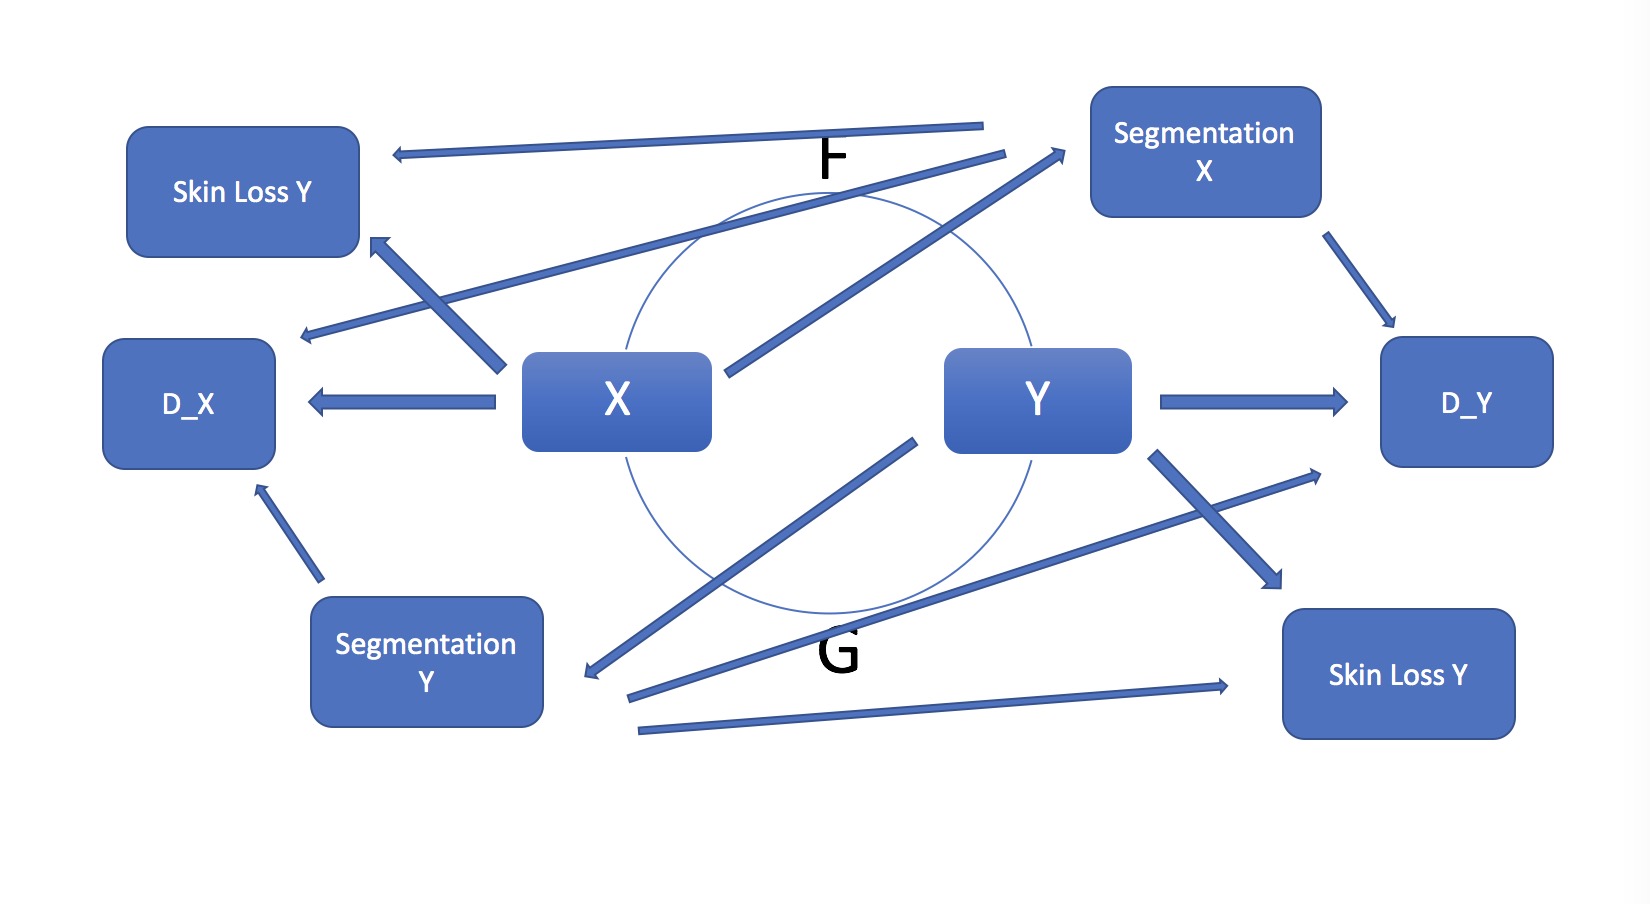 F
Segmentation
X
Skin Loss Y
D_X
X
Y
D_Y
Segmentation
Y
G
Skin Loss Y